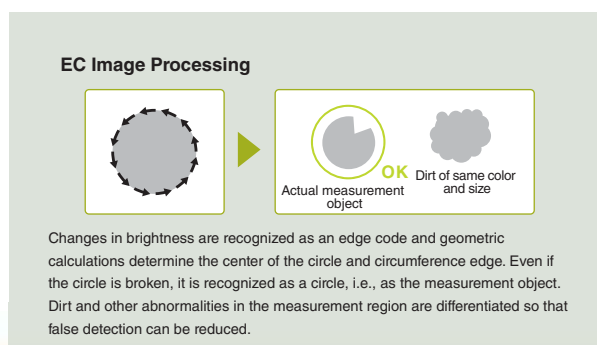 EC Image Processing
OK
Actual measurement
object
Dirt of same color
and size
Changes in brightness are recognized as an edge code and geometric
calculations determine the center of the circle and circumference edge. Even if
the circle is broken, it is recognized as a circle, i.e., as the measurement object.
Dirt and other abnormalities in the measurement region are differentiated so that
false detection can be reduced.